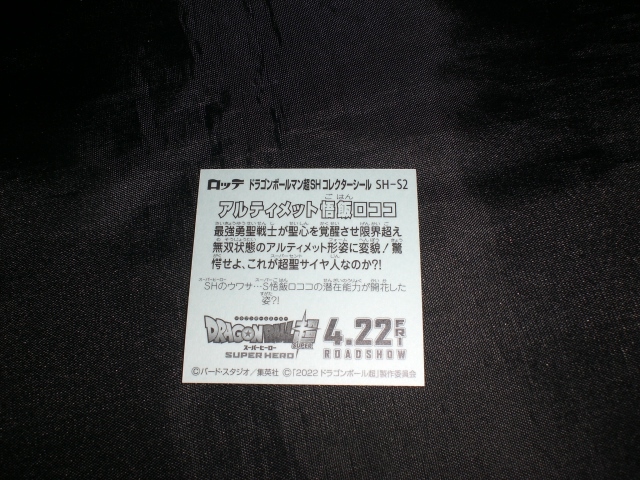 ロッテ ドラゴンボールマン超SHコレクターシール SH-S2
アルティメット悟飯ロココ
最強勇聖戦士が聖心を覚醒させ限界超え
無双状態のアルティメット形姿に変貌!驚
愕せよ、これが超聖サイヤ人なのか?!
SHのウワサ…S悟飯ロココの潜在能力が開花した
姿?!
DRAGON BALL超 SUPER
スーパーヒーロー
SUPER HERO
4.22 FRI
ROADSHOW
©バード・スタジオ/集英社 ©「2022 ドラゴンボール超」製作委員会